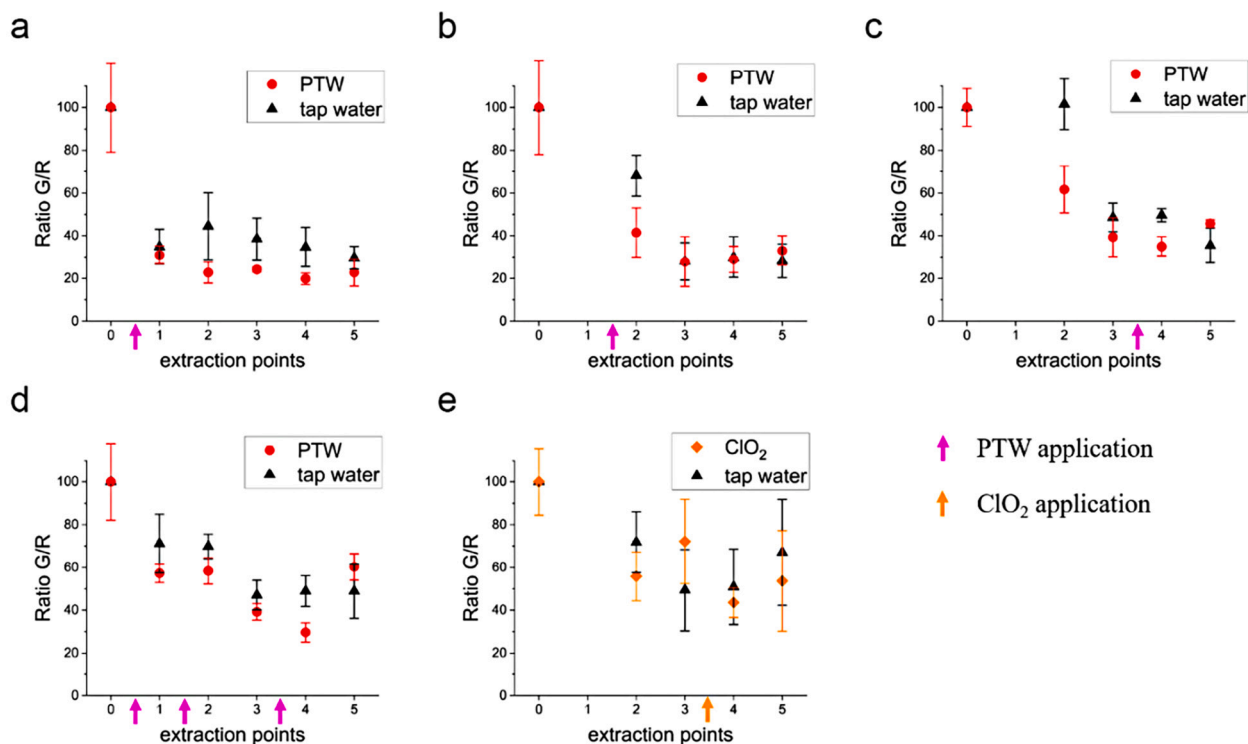 a
PTW
tap water
Ratio G/R
100
80
60
40
20
0
0 1 2 3 4 5
extraction points
b
PTW
tap water
Ratio G/R
100
80
60
40
20
0
0 1 2 3 4 5
extraction points
c
PTW
tap water
Ratio G/R
100
80
60
40
20
0
0 1 2 3 4 5
extraction points
d
PTW
tap water
Ratio G/R
100
80
60
40
20
0
0 1 2 3 4 5
extraction points
e
ClO₂
tap water
Ratio G/R
100
80
60
40
20
0
0 1 2 3 4 5
extraction points
PTW application
ClO₂ application